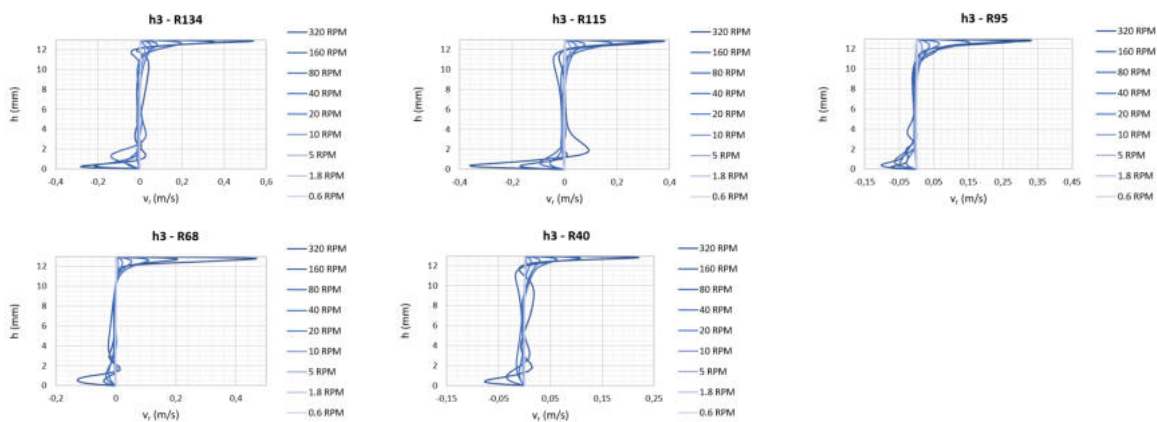 h3 - R134
h (mm)
12
10
8
6
4
2
0
-0,4 -0,2 0 0,2 0,4 0,6
vr (m/s)
320 RPM
160 RPM
80 RPM
40 RPM
20 RPM
10 RPM
5 RPM
1.8 RPM
0.6 RPM
h3 - R115
h (mm)
12
10
8
6
4
2
0
-0,4 -0,2 0 0,2 0,4
vr (m/s)
320 RPM
160 RPM
80 RPM
40 RPM
20 RPM
10 RPM
5 RPM
1.8 RPM
0.6 RPM
h3 - R95
h (mm)
12
10
8
6
4
2
0
-0,15 -0,05 0,05 0,15 0,25 0,35 0,45
vr (m/s)
320 RPM
160 RPM
80 RPM
40 RPM
20 RPM
10 RPM
5 RPM
1.8 RPM
0.6 RPM
h3 - R68
h (mm)
12
10
8
6
4
2
0
-0,2 0 0,2 0,4 0,6
vr (m/s)
320 RPM
160 RPM
80 RPM
40 RPM
20 RPM
10 RPM
5 RPM
1.8 RPM
0.6 RPM
h3 - R40
h (mm)
12
10
8
6
4
2
0
-0,15 -0,05 0,05 0,15 0,25
vr (m/s)
320 RPM
160 RPM
80 RPM
40 RPM
20 RPM
10 RPM
5 RPM
1.8 RPM
0.6 RPM